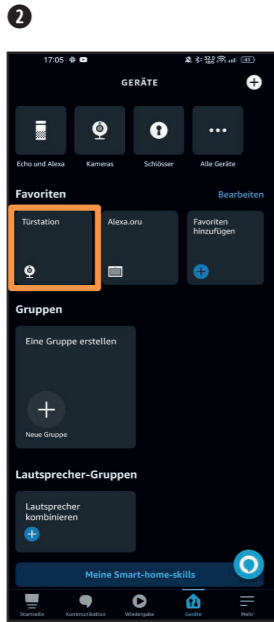 2
17:05
GERÄTE
Echo und Alexa
Kameras
Schlösser
Alle Geräte
Favoriten
Bearbeiten
Türstation
Alexa.oru
Favoriten
hinzufügen
Gruppen
Eine Gruppe erstellen
Neue Gruppe
Lautsprecher-Gruppen
Lautsprecher
kombinieren
Meine Smart-home-skills
Startseite
Kommunikation
Wiedergabe
Geräte
Mehr